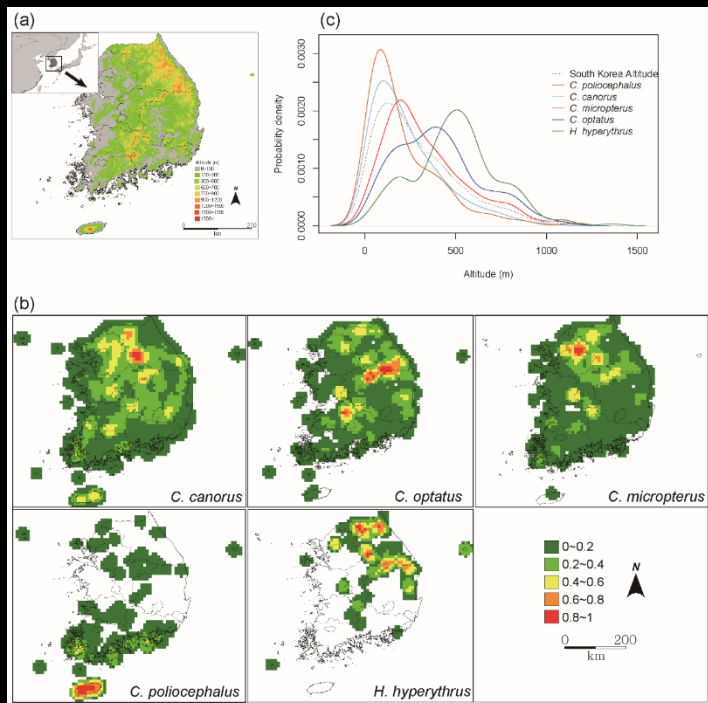 (a)
Altitude (m)
0~100
N
0
200
km
(c)
0.0030
0.0020
0.0010
0.0000
Probability density
South Korea Altitude
C. poliocephalus
C. canorus
C. micropterus
C. optatus
H. hyperythrus
0 500 1000 1500
Altitude (m)
(b)
C. canorus
C. optatus
C. micropterus
C. poliocephalus
H. hyperythrus
0~0.2
0.2~0.4
0.4~0.6
0.6~0.8
0.8~1
N
0 200
km